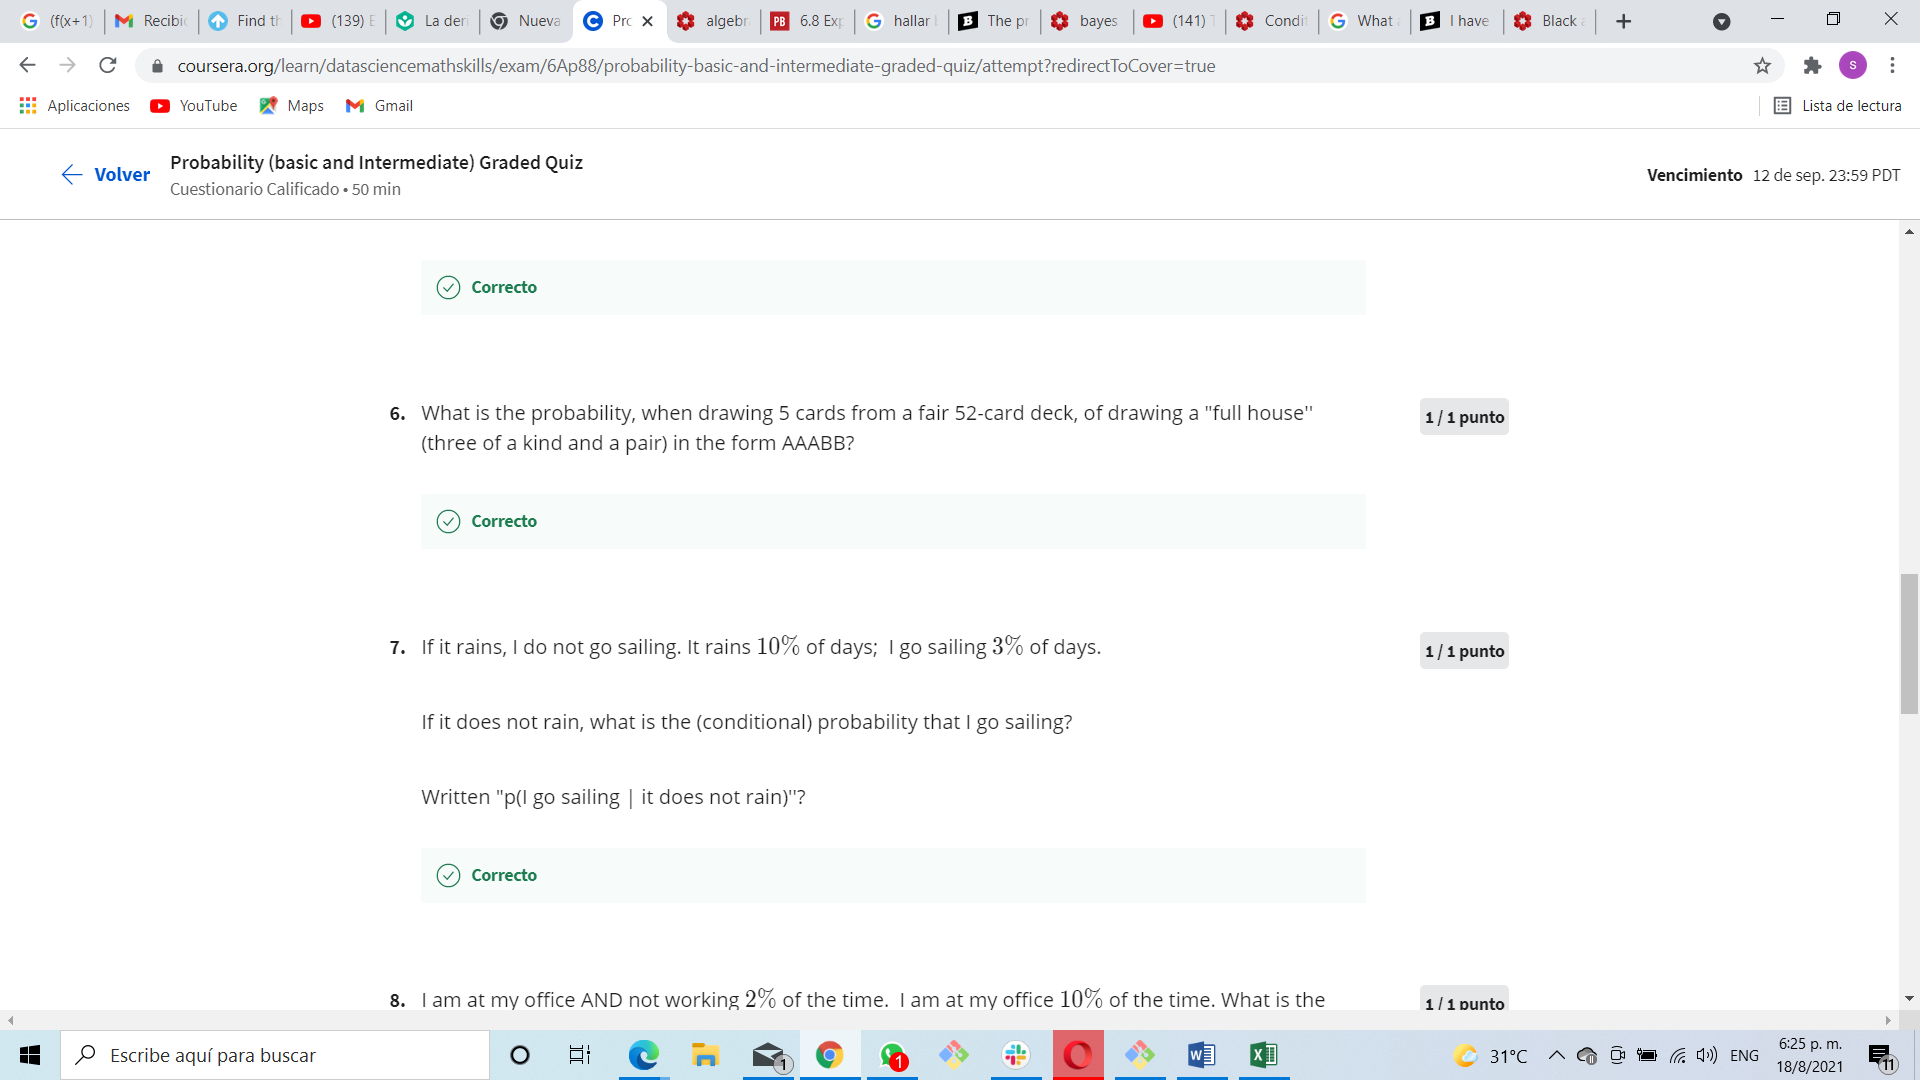 (f(x+1)
Recibi
Find th
(139) E
La deri
Nueva
Pro
algebr
6.8 Exp
hallar l
The pr
bayes
(141) T
Condit
What
I have
Black
coursera.org/learn/datasciencemathskills/exam/6Ap88/probability-basic-and-intermediate-graded-quiz/attempt?redirectToCover=true
S
Aplicaciones YouTube Maps Gmail Lista de lectura
Volver
Probability (basic and Intermediate) Graded Quiz
Cuestionario Calificado • 50 min
Vencimiento 12 de sep. 23:59 PDT
Correcto
6. What is the probability, when drawing 5 cards from a fair 52-card deck, of drawing a "full house"
(three of a kind and a pair) in the form AAABB?
1 / 1 punto
Correcto
7. If it rains, I do not go sailing. It rains 10% of days; I go sailing 3% of days.
1 / 1 punto
If it does not rain, what is the (conditional) probability that I go sailing?
Written "p(I go sailing | it does not rain)"?
Correcto
8. I am at my office AND not working 2% of the time. I am at my office 10% of the time. What is the
1 / 1 punto
Escribe aquí para buscar
1
1
31°C
ENG
6:25 p. m.
18/8/2021
11